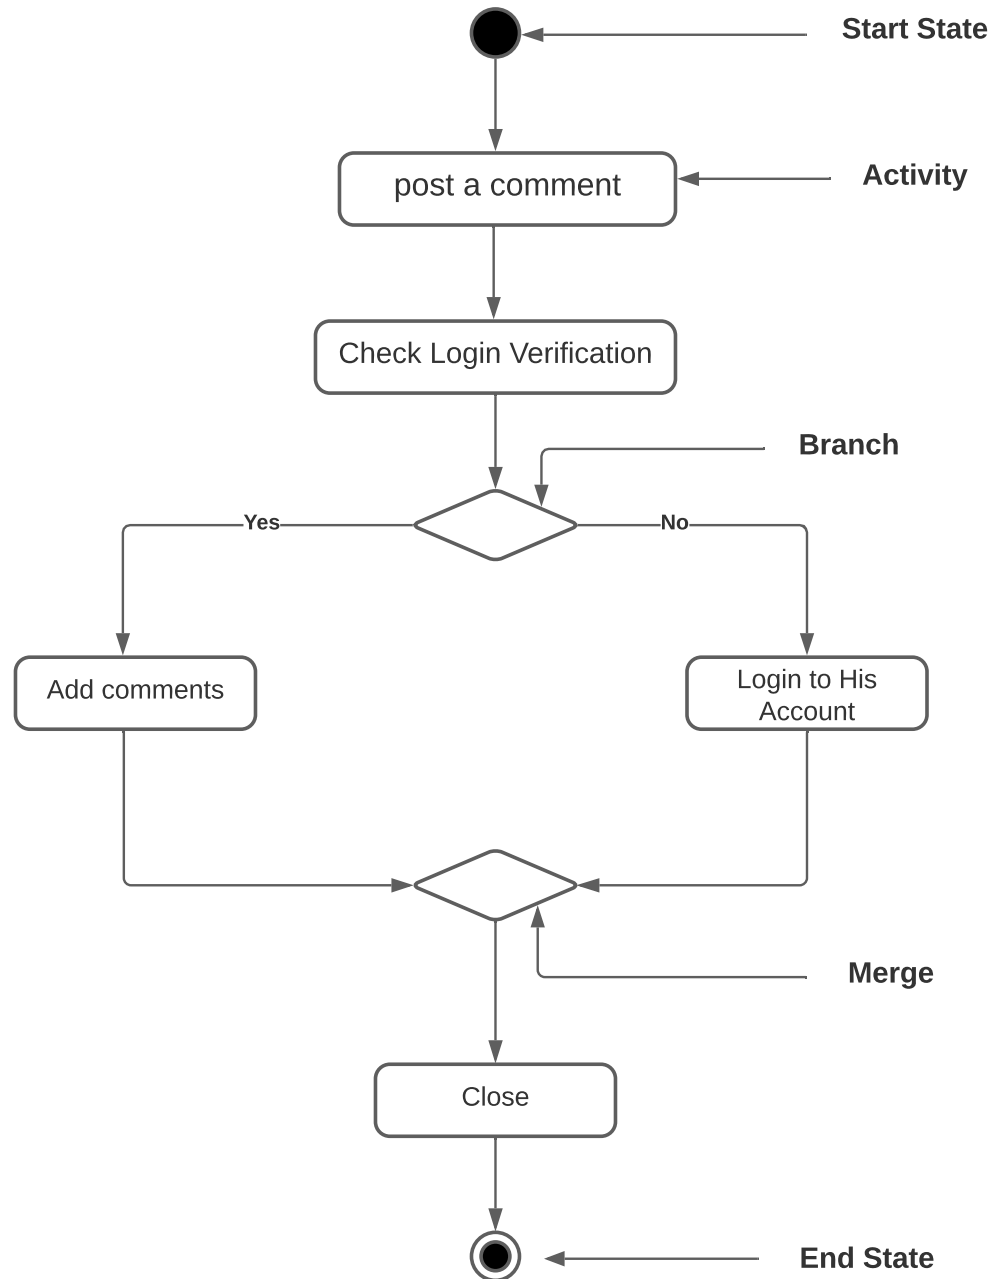 Start State
post a comment
Activity
Check Login Verification
Branch
Yes
No
Add comments
Login to His
Account
Merge
Close
End State